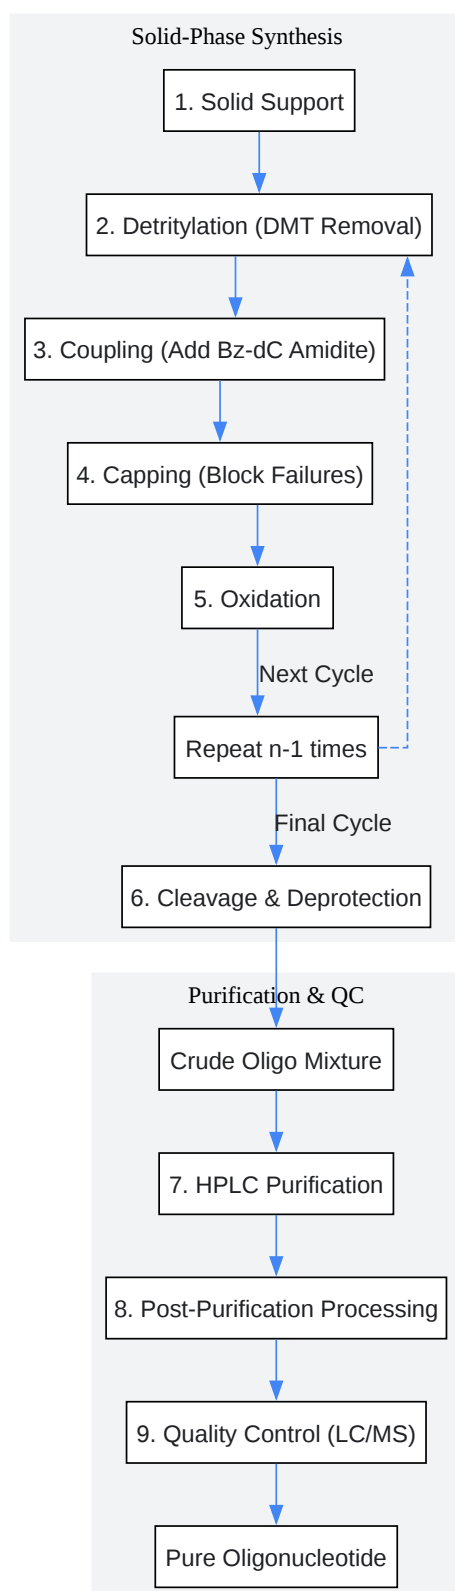 Solid-Phase Synthesis
1. Solid Support
2. Detritylation (DMT Removal)
3. Coupling (Add Bz-dC Amidite)
4. Capping (Block Failures)
5. Oxidation
Next Cycle
Repeat n-1 times
Final Cycle
6. Cleavage & Deprotection
Purification & QC
Crude Oligo Mixture
7. HPLC Purification
8. Post-Purification Processing
9. Quality Control (LC/MS)
Pure Oligonucleotide